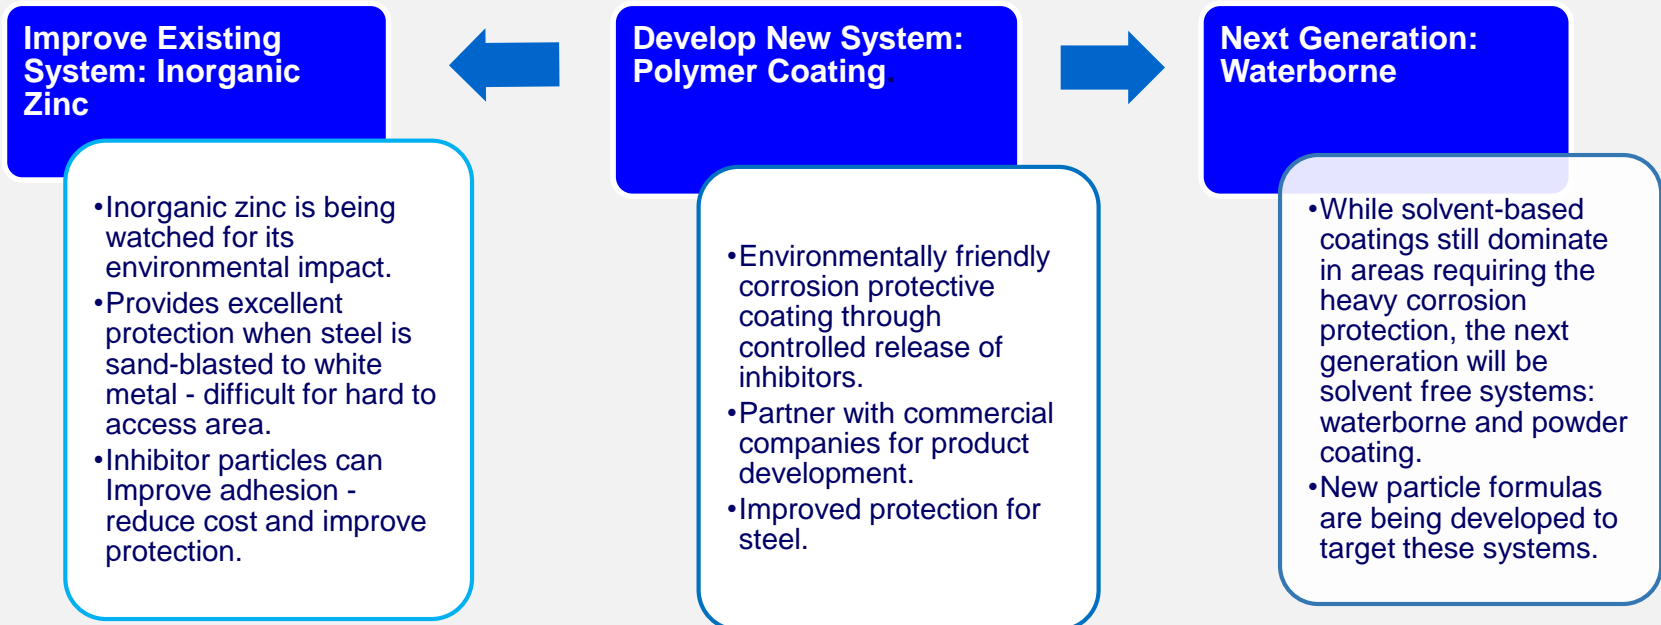 Improve Existing
System: Inorganic
Zinc
•Inorganic zinc is being
watched for its
environmental impact.
•Provides excellent
protection when steel is
sand-blasted to white
metal - difficult for hard to
access area.
•Inhibitor particles can
Improve adhesion -
reduce cost and improve
protection.
Develop New System:
Polymer Coating.
•Environmentally friendly
corrosion protective
coating through
controlled release of
inhibitors.
•Partner with commercial
companies for product
development.
•Improved protection for
steel.
Next Generation:
Waterborne
•While solvent-based
coatings still dominate
in areas requiring the
heavy corrosion
protection, the next
generation will be
solvent free systems:
waterborne and powder
coating.
•New particle formulas
are being developed to
target these systems.